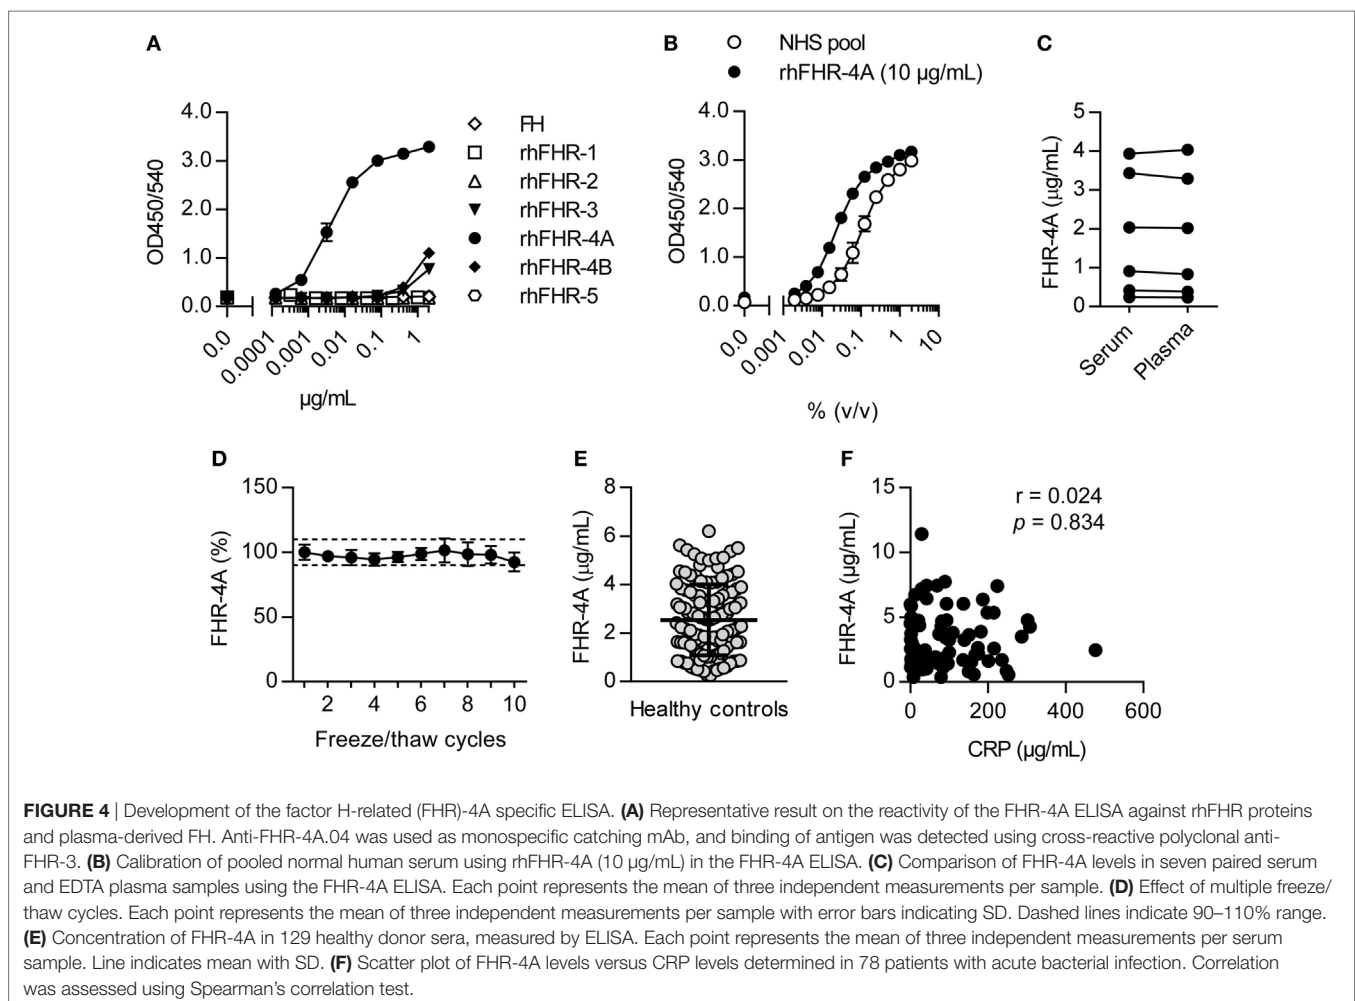 A
4.0
3.0
2.0
1.0
0.0
OD450/540
0.0
0.0001
0.001
0.01
0.1
1
µg/mL
FH
rhFHR-1
rhFHR-2
rhFHR-3
rhFHR-4A
rhFHR-4B
rhFHR-5
B
NHS pool
rhFHR-4A (10 µg/mL)
4.0
3.0
2.0
1.0
0.0
OD450/540
0.0
0.001
0.01
0.1
1
10
% (v/v)
C
5
4
3
2
1
0
FHR-4A (µg/mL)
Serum
Plasma
D
150
100
50
0
FHR-4A (%)
2
4
6
8
10
Freeze/thaw cycles
E
8
6
4
2
0
FHR-4A (µg/mL)
Healthy controls
F
15
10
5
0
FHR-4A (µg/mL)
r = 0.024
p = 0.834
0
200
400
600
CRP (µg/mL)
FIGURE 4 | Development of the factor H-related (FHR)-4A specific ELISA. (A) Representative result on the reactivity of the FHR-4A ELISA against rhFHR proteins
and plasma-derived FH. Anti-FHR-4A.04 was used as monospecific catching mAb, and binding of antigen was detected using cross-reactive polyclonal anti-
FHR-3. (B) Calibration of pooled normal human serum using rhFHR-4A (10 µg/mL) in the FHR-4A ELISA. (C) Comparison of FHR-4A levels in seven paired serum
and EDTA plasma samples using the FHR-4A ELISA. Each point represents the mean of three independent measurements per sample. (D) Effect of multiple freeze/
thaw cycles. Each point represents the mean of three independent measurements per sample with error bars indicating SD. Dashed lines indicate 90–110% range.
(E) Concentration of FHR-4A in 129 healthy donor sera, measured by ELISA. Each point represents the mean of three independent measurements per serum
sample. Line indicates mean with SD. (F) Scatter plot of FHR-4A levels versus CRP levels determined in 78 patients with acute bacterial infection. Correlation
was assessed using Spearman's correlation test.